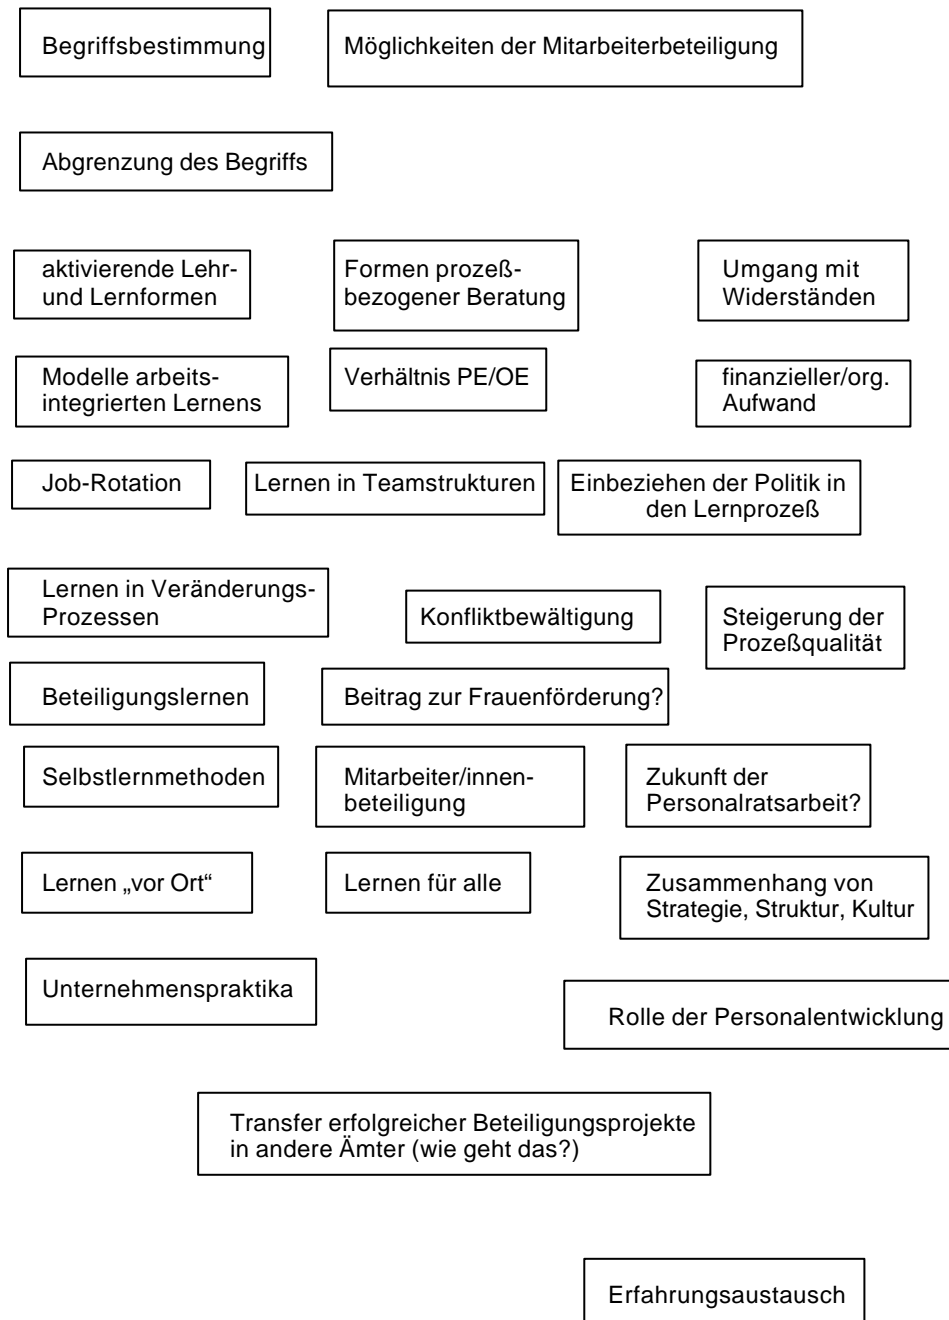 Begriffsbestimmung
Möglichkeiten der Mitarbeiterbeteiligung
Abgrenzung des Begriffs
aktivierende Lehr-
und Lernformen
Formen prozeß-
bezogener Beratung
Umgang mit
Widerständen
Modelle arbeits-
integrierten Lernens
Verhältnis PE/OE
finanzieller/org.
Aufwand
Job-Rotation
Lernen in Teamstrukturen
Einbeziehen der Politik in
den Lernprozeß
Lernen in Veränderungs-
Prozessen
Konfliktbewältigung
Steigerung der
Prozeßqualität
Beteiligungslernen
Beitrag zur Frauenförderung?
Selbstlernmethoden
Mitarbeiter/innen-
beteiligung
Zukunft der
Personalratsarbeit?
Lernen „vor Ort“
Lernen für alle
Zusammenhang von
Strategie, Struktur, Kultur
Unternehmenspraktika
Rolle der Personalentwicklung
Transfer erfolgreicher Beteiligungsprojekte
in andere Ämter (wie geht das?)
Erfahrungsaustausch